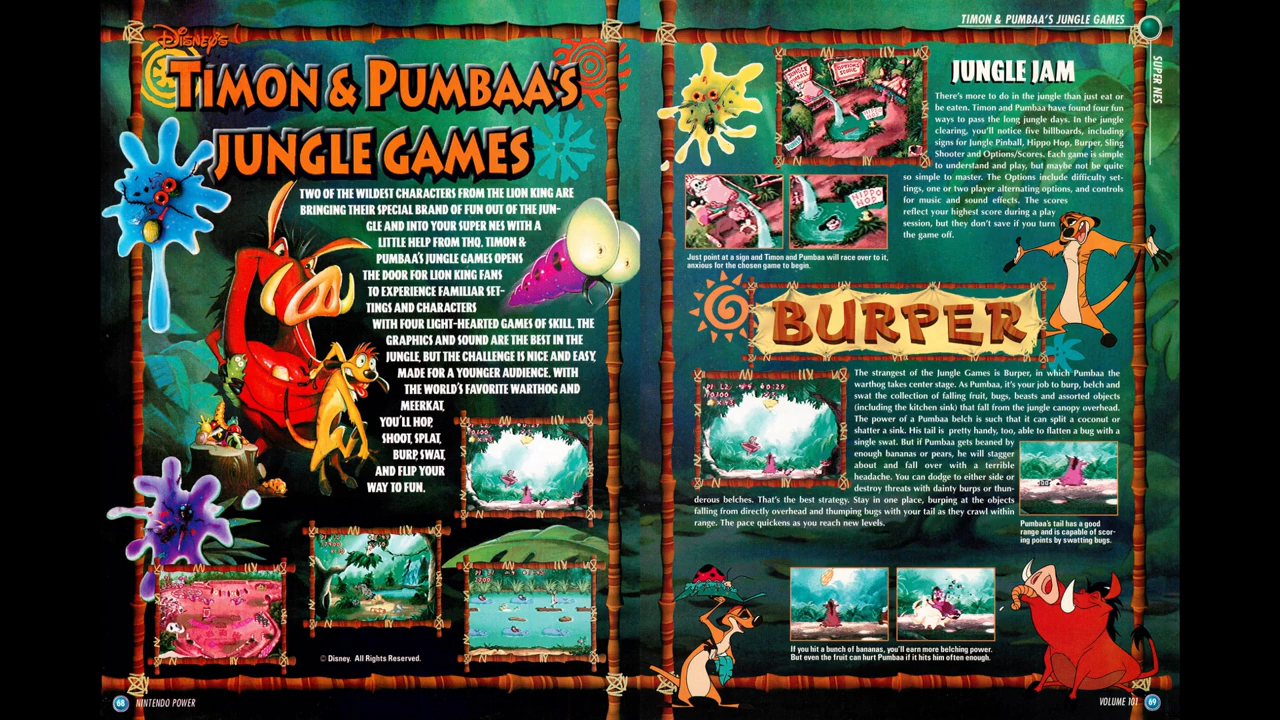 DISNEY'S
TIMON & PUMBAA'S
JUNGLE GAMES
TWO OF THE WILDEST CHARACTERS FROM THE LION KING ARE
BRINGING THEIR SPECIAL BRAND OF FUN OUT OF THE JUN-
GLE AND INTO YOUR SUPER NES WITH A
LITTLE HELP FROM THQ. TIMON &
PUMBAA'S JUNGLE GAMES OPENS
THE DOOR FOR LION KING FANS
TO EXPERIENCE FAMILIAR SET-
TINGS AND CHARACTERS
WITH FOUR LIGHT-HEARTED GAMES OF SKILL. THE
GRAPHICS AND SOUND ARE THE BEST IN THE
JUNGLE, BUT THE CHALLENGE IS NICE AND EASY,
MADE FOR A YOUNGER AUDIENCE. WITH
THE WORLD'S FAVORITE WARTHOG AND
MEERKAT,
YOU'LL HOP,
SHOOT, SPLAT,
BURP, SWAT,
AND FLIP YOUR
WAY TO FUN.
© Disney. All Rights Reserved.
68 NINTENDO POWER
TIMON & PUMBAA'S JUNGLE GAMES
SUPER NES
JUNGLE JAM
There's more to do in the jungle than just eat or
be eaten. Timon and Pumbaa have found four fun
ways to pass the long jungle days. In the jungle
clearing, you'll notice five billboards, including
signs for Jungle Pinball, Hippo Hop, Burper, Sling
Shooter and Options/Scores. Each game is simple
to understand and play, but maybe not be quite
so simple to master. The Options include difficulty set-
tings, one or two player alternating options, and controls
for music and sound effects. The scores
reflect your highest score during a play
session, but they don't save if you turn
the game off.
JUNGLE
PINBALL
OPTIONS
SCORES
HIPPO
HOP
HIPPO
HOP
Just point at a sign and Timon and Pumbaa will race over to it,
anxious for the chosen game to begin.
BURPER
The strangest of the Jungle Games is Burper, in which Pumbaa the
warthog takes center stage. As Pumbaa, it's your job to burp, belch and
swat the collection of falling fruit, bugs, beasts and assorted objects
(including the kitchen sink) that fall from the jungle canopy overhead.
The power of a Pumbaa belch is such that it can split a coconut or
shatter a sink. His tail is pretty handy, too, able to flatten a bug with a
single swat. But if Pumbaa gets beaned by
enough bananas or pears, he will stagger
about and fall over with a terrible
headache. You can dodge to either side or
destroy threats with dainty burps or thun-
derous belches. That's the best strategy. Stay in one place, burping at the objects
falling from directly overhead and thumping bugs with your tail as they crawl within
range. The pace quickens as you reach new levels.
Pumbaa's tail has a good
range and is capable of scor-
ing points by swatting bugs.
If you hit a bunch of bananas, you'll earn more belching power.
But even the fruit can hurt Pumbaa if it hits him often enough.
VOLUME 101 69